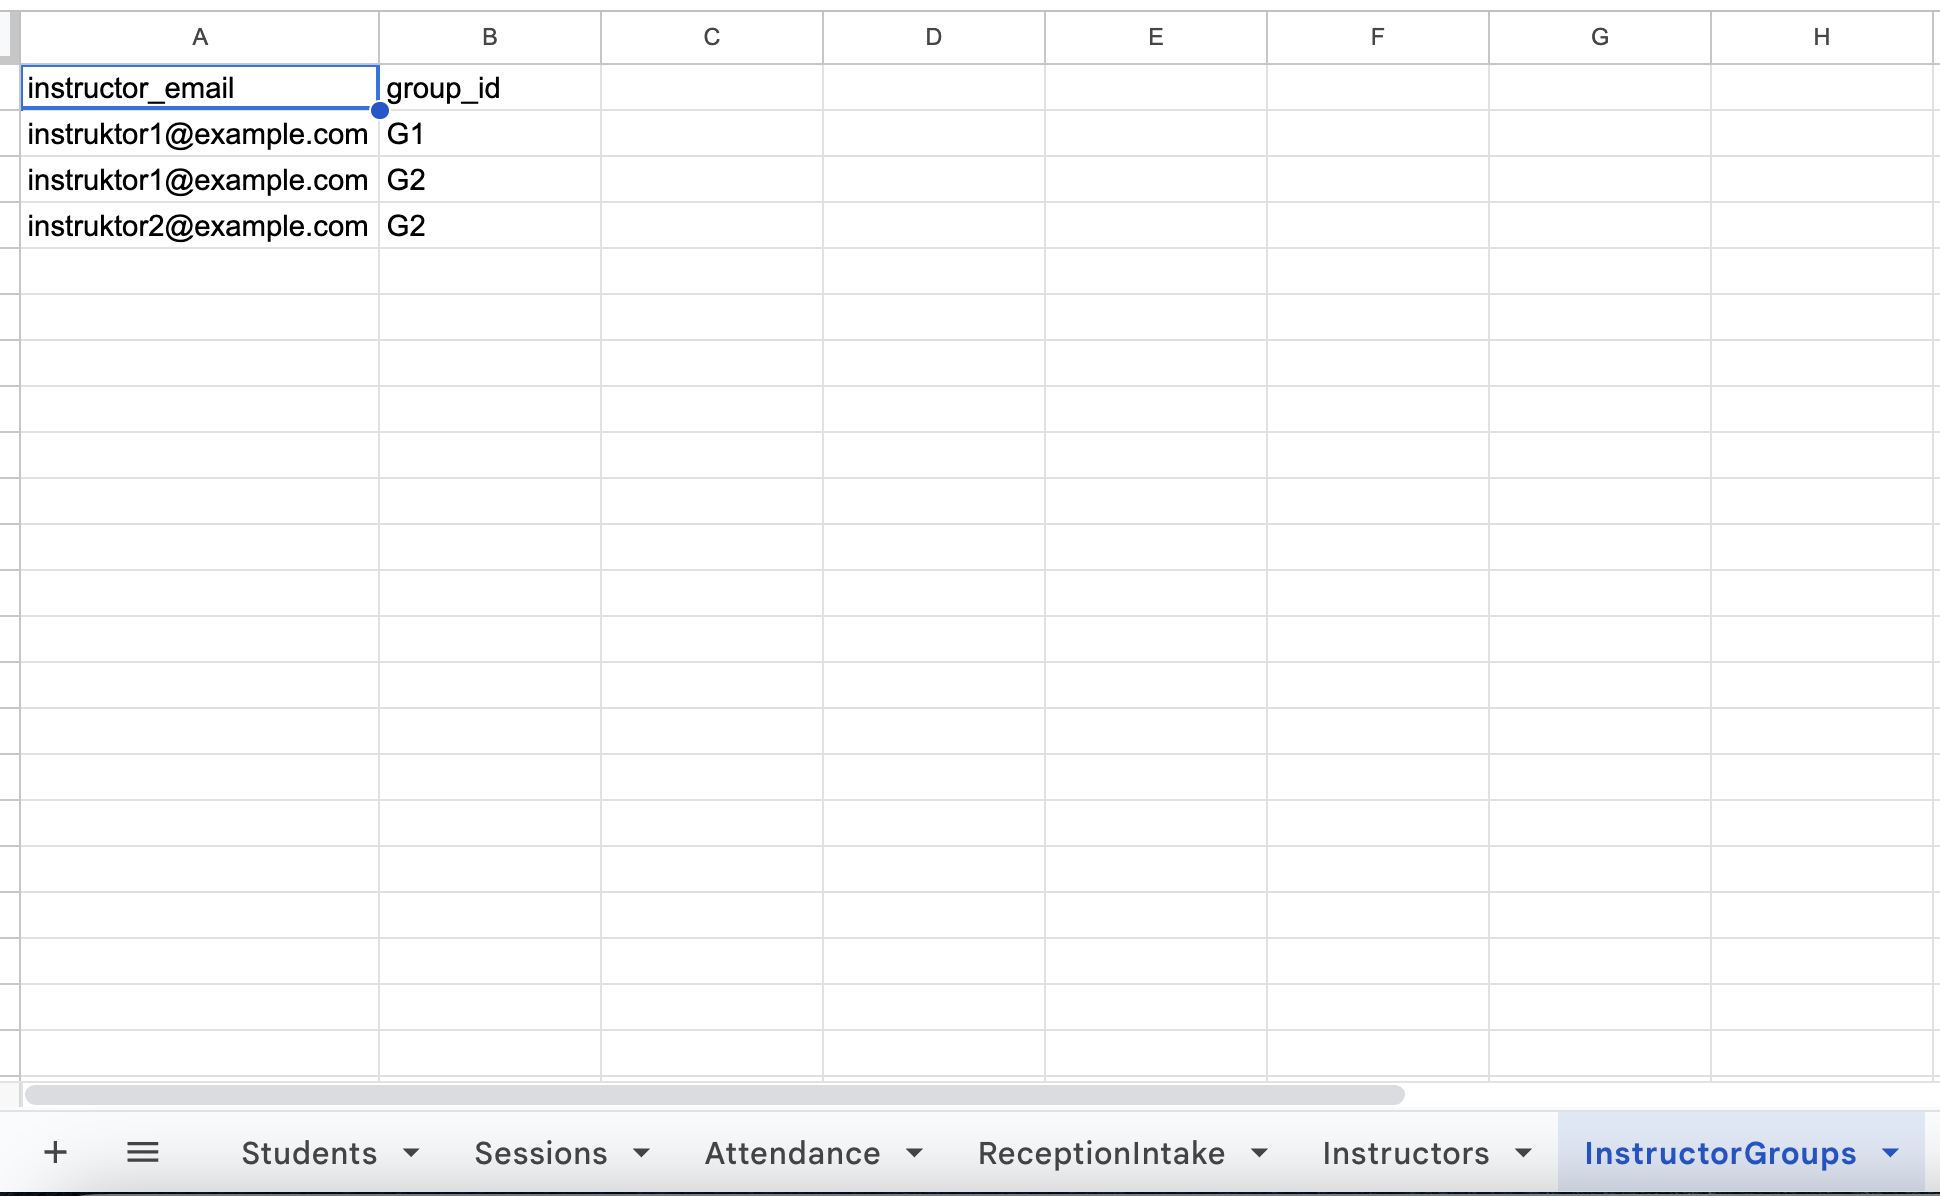 A B C D E F G H
instructor_email group_id
instruktor1@example.com G1
instruktor1@example.com G2
instruktor2@example.com G2
+ Students Sessions Attendance ReceptionIntake Instructors InstructorGroups